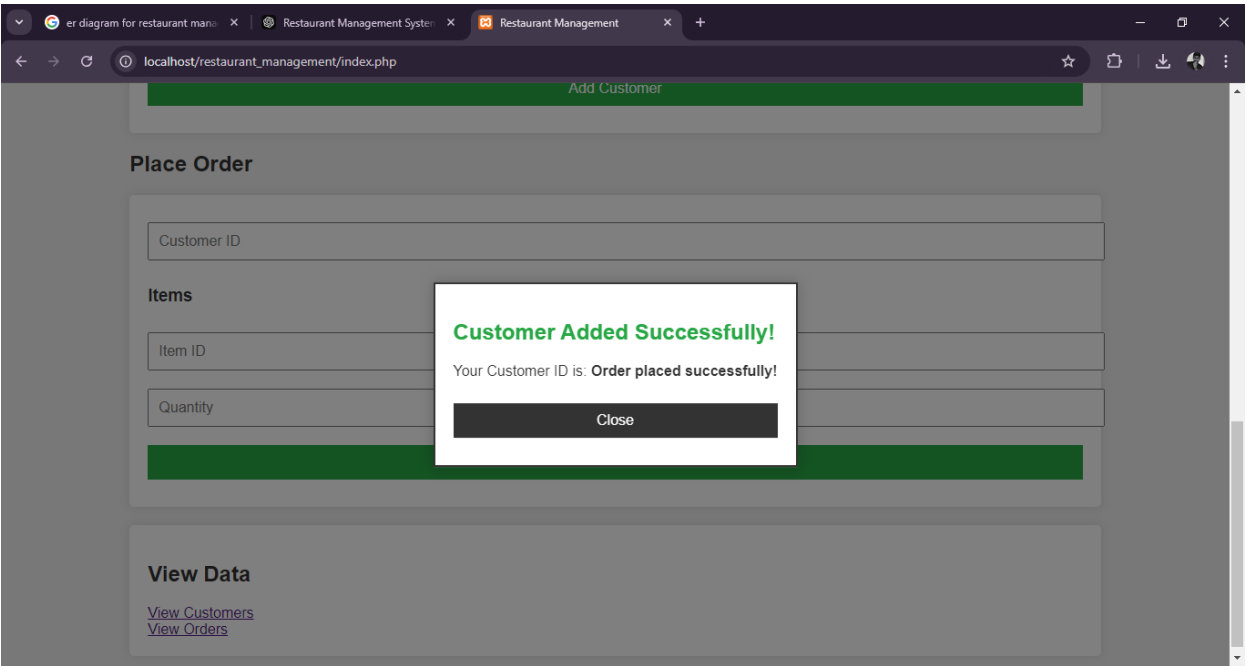 er diagram for restaurant mana
Restaurant Management System
Restaurant Management
localhost/restaurant_management/index.php
Add Customer
Place Order
Customer ID
Items
Item ID
Quantity
Customer Added Successfully!
Your Customer ID is: Order placed successfully!
Close
View Data
View Customers
View Orders